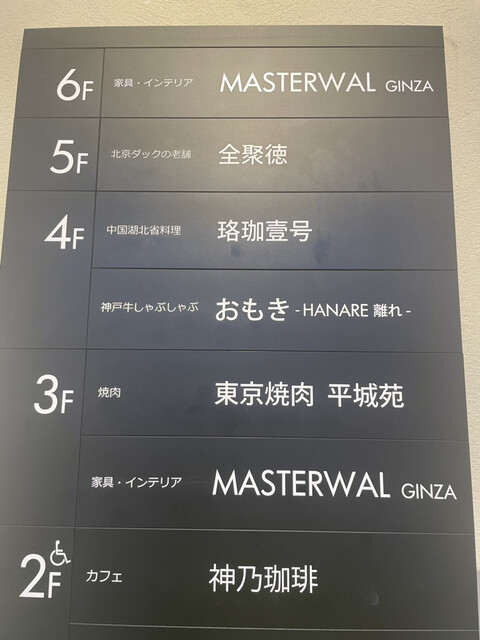 6F 家具・インテリア MASTERWAL GINZA
5F 北京ダックの老舗 全聚徳
4F 中国湖北省料理 珞珈壹号
神戸牛しゃぶしゃぶ おもき -HANARE 離れ-
3F 焼肉 東京焼肉 平城苑
家具・インテリア MASTERWAL GINZA
2F カフェ 神乃珈琲